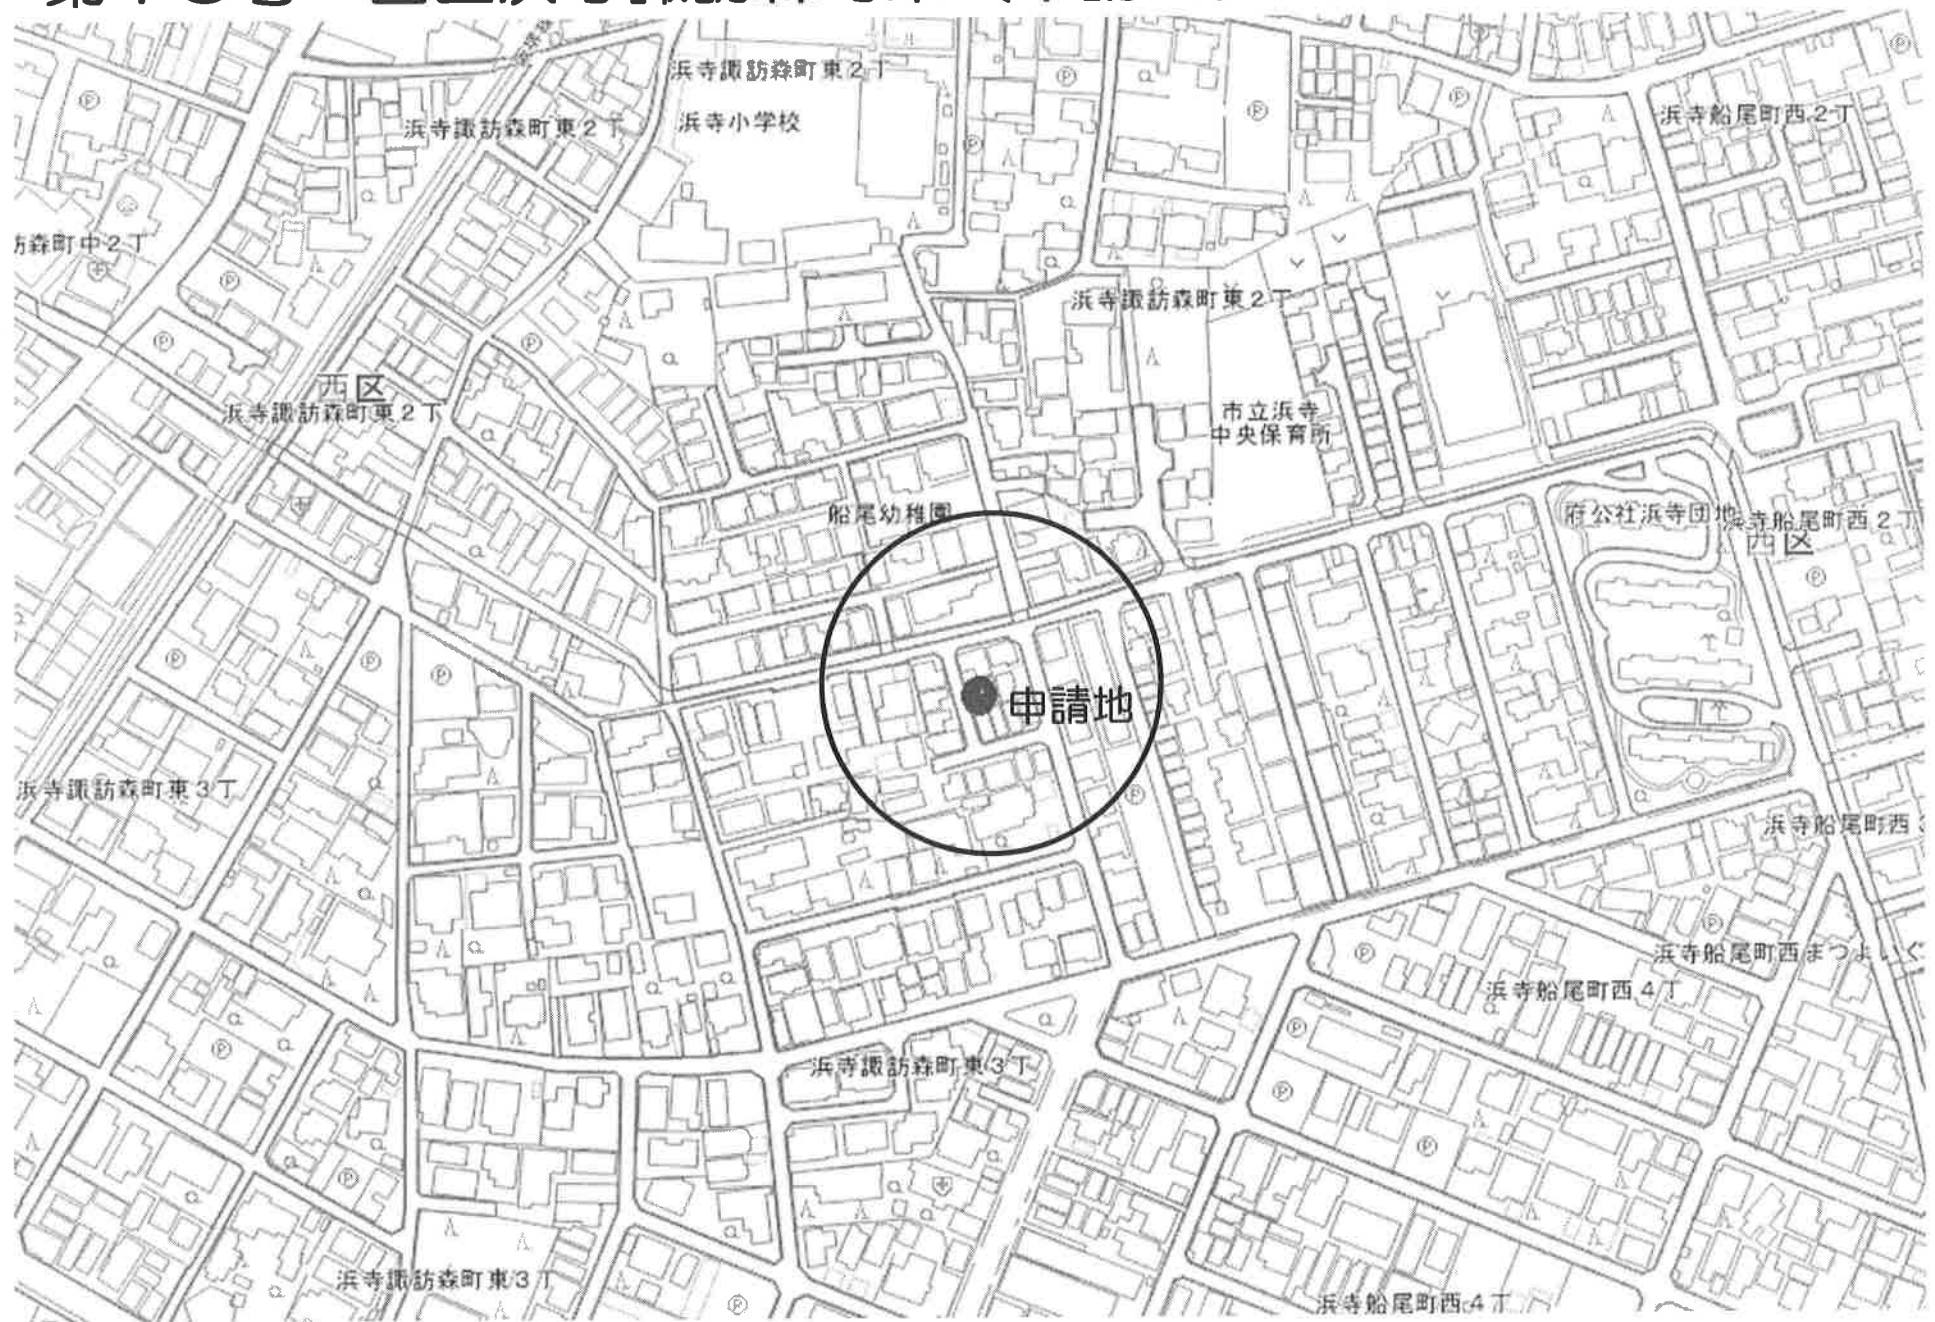 浜寺諏訪森町東2丁
浜寺諏訪森町東2丁
浜寺小学校
浜寺船尾町西2丁
訪森町中2丁
浜寺諏訪森町東2丁
西区
浜寺諏訪森町東2丁
市立浜寺
中央保育所
船尾幼稚園
府公社浜寺団地
浜寺船尾町西2丁
西区
申請地
浜寺諏訪森町東3丁
浜寺船尾町西3
浜寺船尾町西まつよいぐ
浜寺船尾町西4丁
浜寺諏訪森町東3丁
浜寺諏訪森町東3丁
浜寺船尾町西4丁